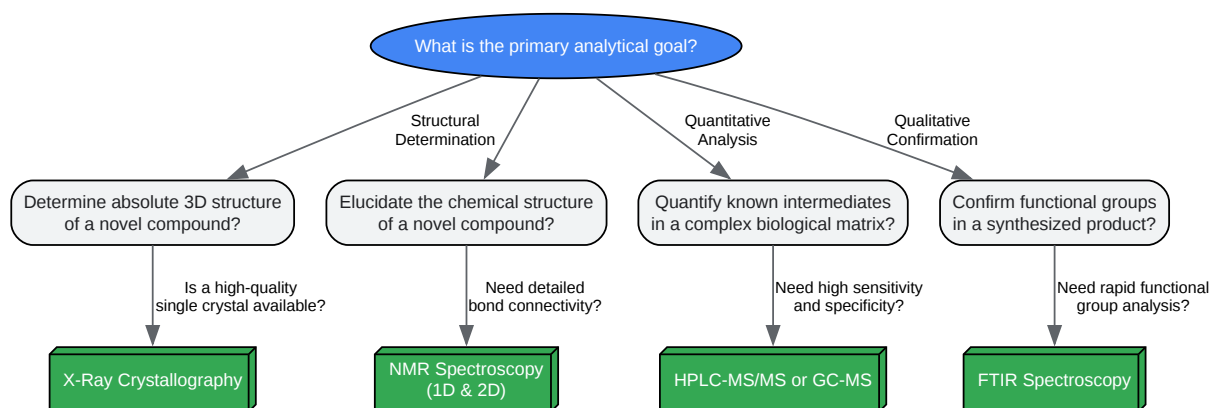 What is the primary analytical goal?
Structural
Determination
Quantitative
Analysis
Qualitative
Confirmation
Determine absolute 3D structure
of a novel compound?
Elucidate the chemical structure
of a novel compound?
Quantify known intermediates
in a complex biological matrix?
Confirm functional groups
in a synthesized product?
Is a high-quality
single crystal available?
Need detailed
bond connectivity?
Need high sensitivity
and specificity?
Need rapid functional
group analysis?
X-Ray Crystallography
NMR Spectroscopy
(1D & 2D)
HPLC-MS/MS or GC-MS
FTIR Spectroscopy